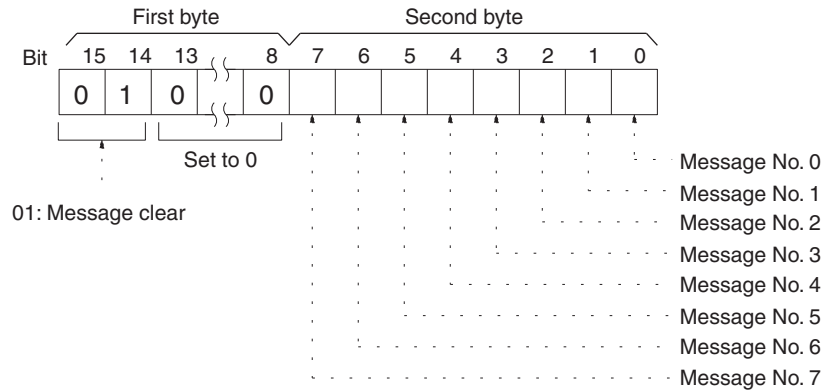 First byte Second byte
Bit 15 14 13 8 7 6 5 4 3 2 1 0
0 1 0 0
Set to 0
01: Message clear
Message No. 0
Message No. 1
Message No. 2
Message No. 3
Message No. 4
Message No. 5
Message No. 6
Message No. 7